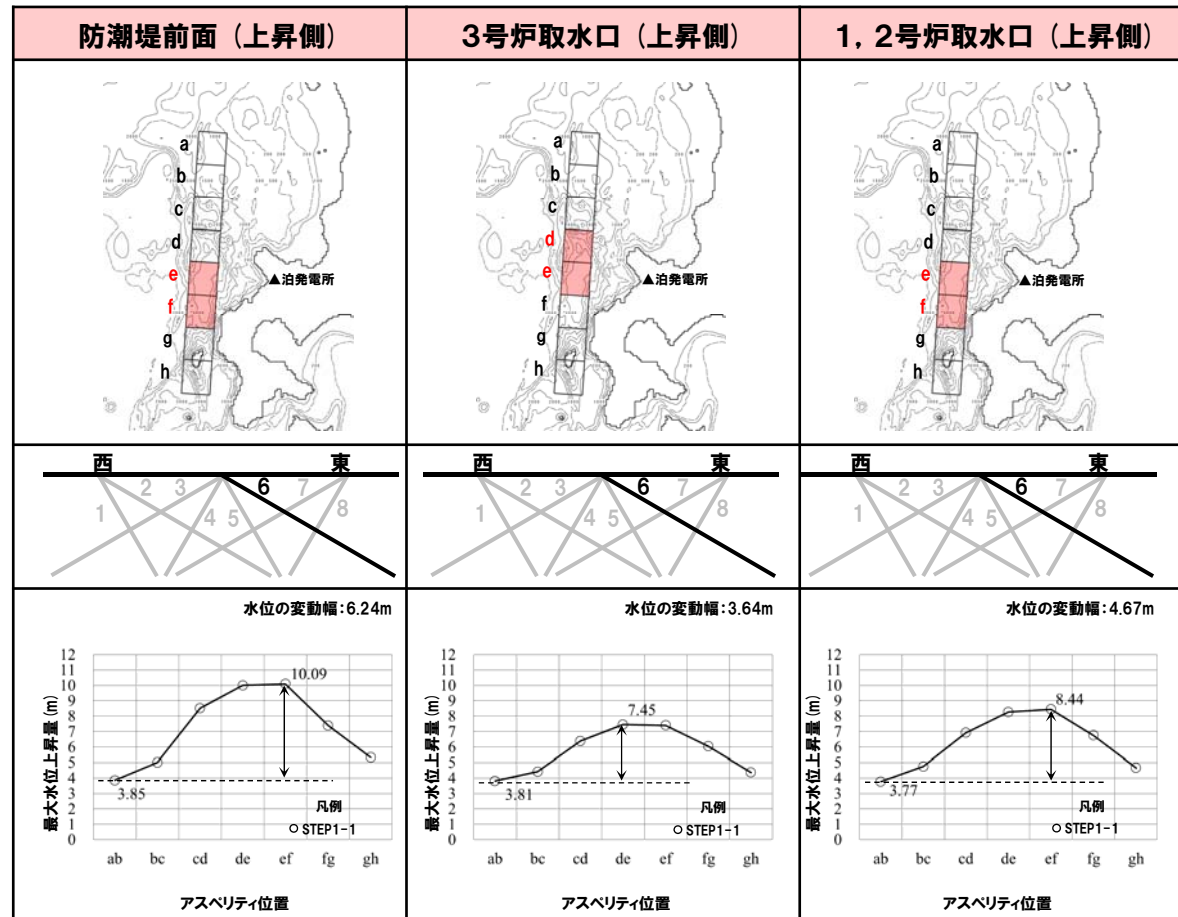 防潮堤前面（上昇側）
3号炉取水口（上昇側）
1，2号炉取水口（上昇側）
a
b
c
d
e
f
g
h
▲泊発電所
a
b
c
d
e
f
g
h
▲泊発電所
a
b
c
d
e
f
g
h
▲泊発電所
西 東
1 2 3 4 5 6 7 8
西 東
1 2 3 4 5 6 7 8
西 東
1 2 3 4 5 6 7 8
水位の変動幅：6.24m
最大水位上昇量（m）
12
11
10
9
8
7
6
5
4
3
2
1
0
10.09
3.85
凡例
○ STEP1-1
ab bc cd de ef fg gh
アスペリティ位置
水位の変動幅：3.64m
最大水位上昇量（m）
12
11
10
9
8
7
6
5
4
3
2
1
0
7.45
3.81
凡例
○ STEP1-1
ab bc cd de ef fg gh
アスペリティ位置
水位の変動幅：4.67m
最大水位上昇量（m）
12
11
10
9
8
7
6
5
4
3
2
1
0
8.44
3.77
凡例
○ STEP1-1
ab bc cd de ef fg gh
アスペリティ位置